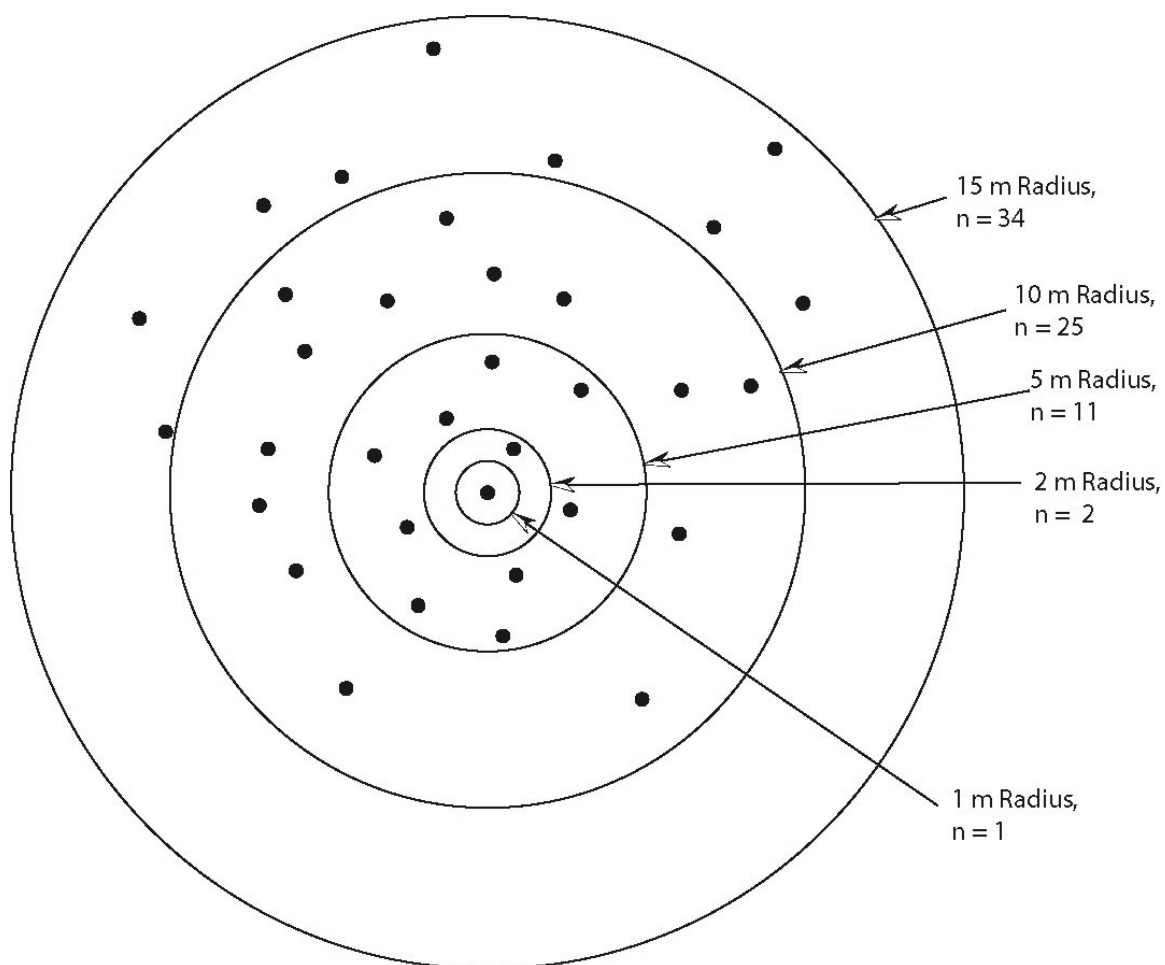 15 m Radius,
n = 34
10 m Radius,
n = 25
5 m Radius,
n = 11
2 m Radius,
n =  2
1 m Radius,
n = 1